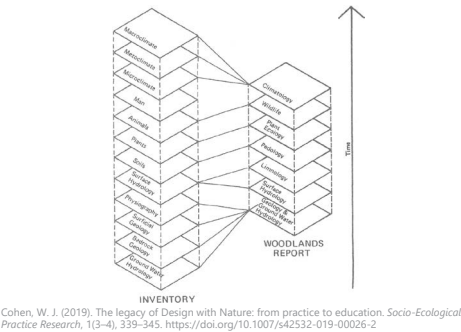 Macroclimate
Mesoclimate
Microclimate
Man
Animals
Plants
Soils
Surface
Hydrology
Physiography
Surficial
Geology
Bedrock
Geology
Ground Water
Hydrology
INVENTORY
Climatology
Wildlife
Plant
Ecology
Pedology
Limnology
Surface
Hydrology
Geology &
Ground Water
Hydrology
WOODLANDS
REPORT
Time
Cohen, W. J. (2019). The legacy of Design with Nature: from practice to education. Socio-Ecological
Practice Research, 1(3–4), 339–345. https://doi.org/10.1007/s42532-019-00026-2